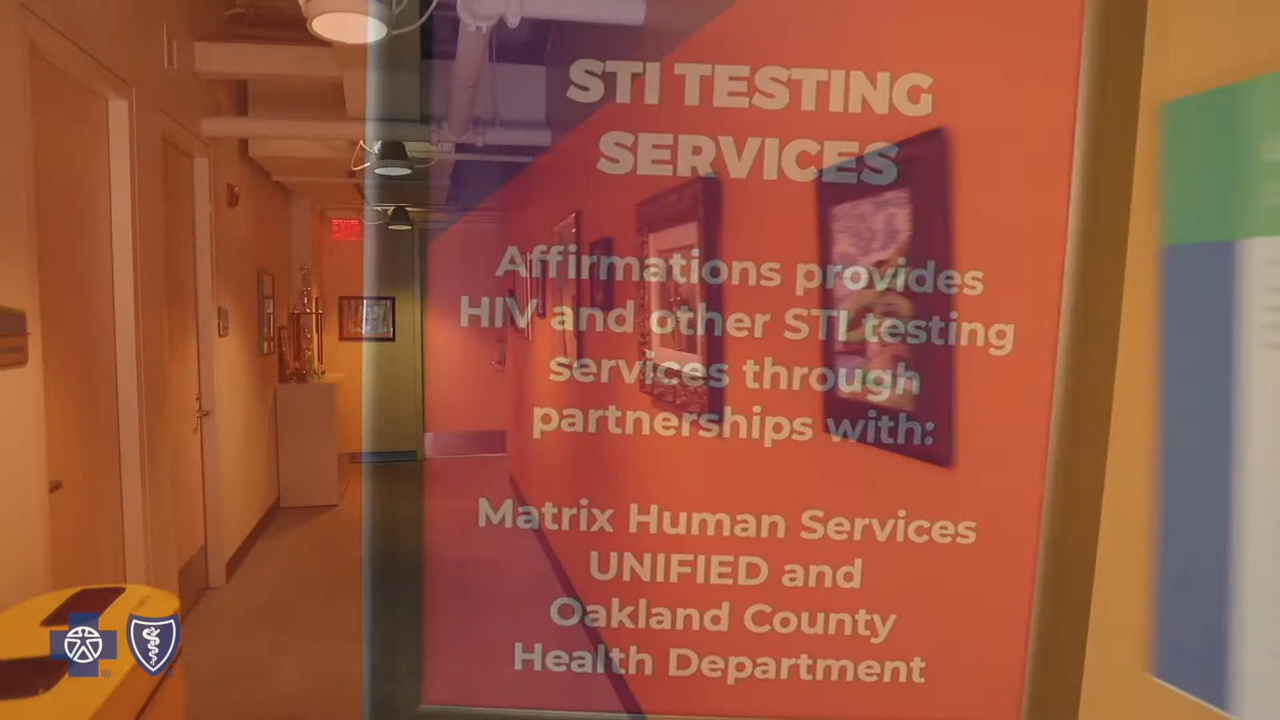 EXIT
STI TESTING
SERVICES
Affirmations provides
HIV and other STI testing
services through
partnerships with:
Matrix Human Services
UNIFIED and
Oakland County
Health Department